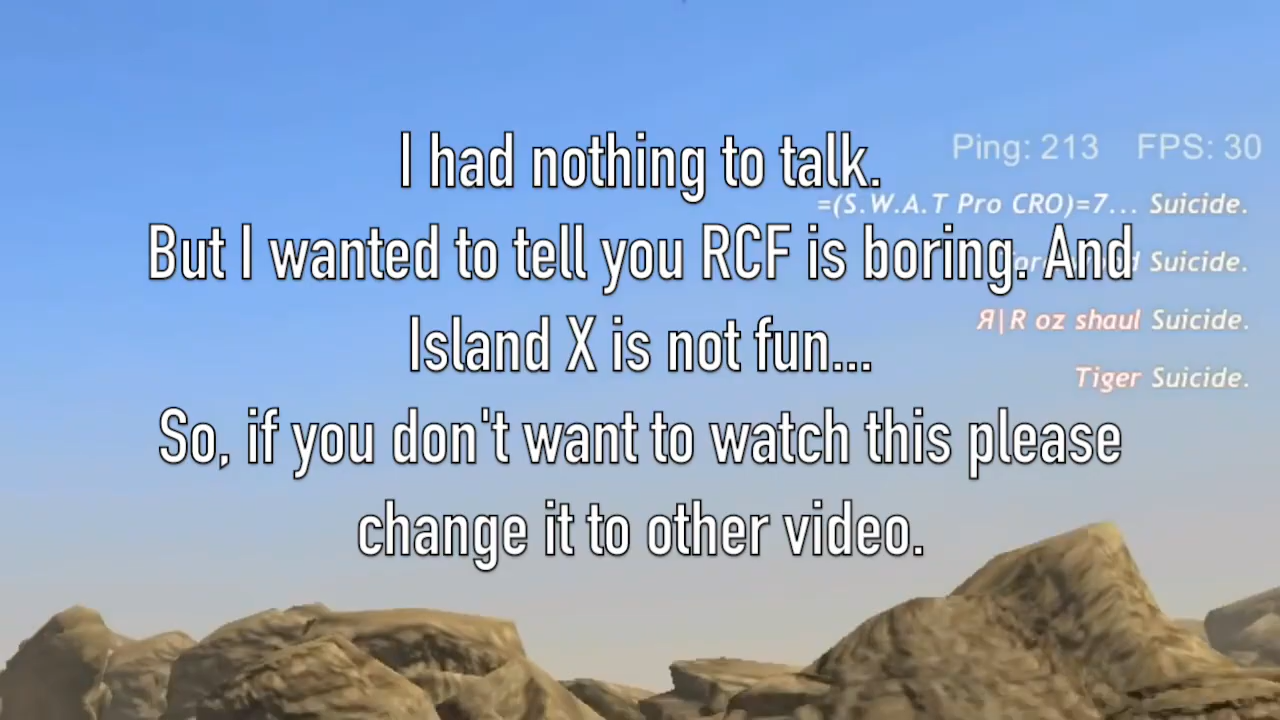 I had nothing to talk.
Ping: 213 FPS: 30
=(S.W.A.T Pro CRO)=7... Suicide.
But I wanted to tell you RCF is boring. And
Suicide.
Я|R oz shaul Suicide.
Island X is not fun...
Tiger Suicide.
So, if you don't want to watch this please
change it to other video.